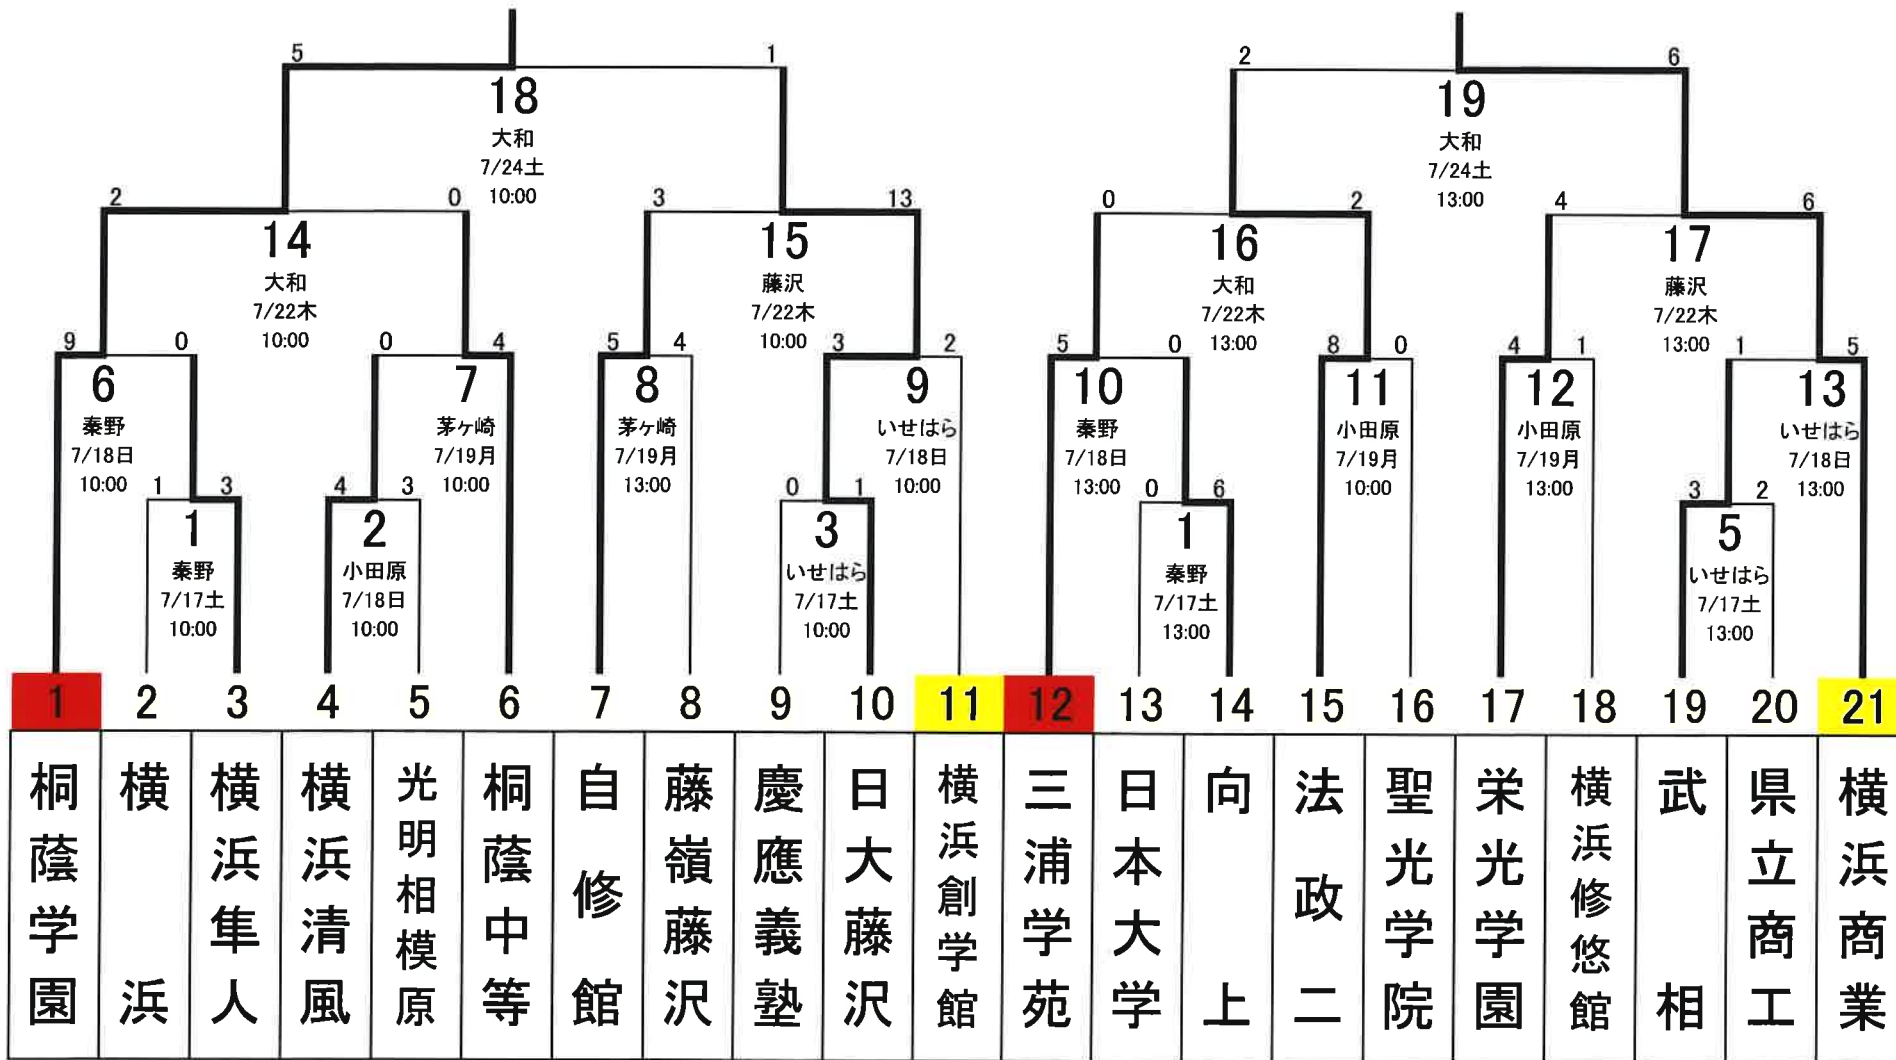 5 1 2 6
18 19
大和 大和
7/24土 7/24土
10:00 13:00
2 0 3 13 0 2 4 6
14 15 16 17
大和 藤沢 大和 藤沢
7/22木 7/22木 7/22木 7/22木
10:00 10:00 13:00 13:00
9 0 0 4 5 4 3 2 5 0 8 0 4 1 1 5
6 7 8 9 10 11 12 13
秦野 茅ヶ崎 茅ヶ崎 いせはら 秦野 小田原 小田原 いせはら
7/18日 7/19月 7/19月 7/18日 7/18日 7/19月 7/19月 7/18日
10:00 10:00 13:00 10:00 13:00 10:00 13:00 13:00
1 3 4 3 0 1 0 6 3 2
1 2 3 1 5
秦野 小田原 いせはら 秦野 いせはら
7/17土 7/18日 7/17土 7/17土 7/17土
10:00 10:00 10:00 13:00 13:00
1 2 3 4 5 6 7 8 9 10 11 12 13 14 15 16 17 18 19 20 21
桐蔭学園
横浜
横浜隼人
横浜清風
光明相模原
桐蔭中等
自修館
藤嶺藤沢
慶應義塾
日大藤沢
横浜創学館
三浦学苑
日本大学
向上
法政二
聖光学院
栄光学園
横浜修悠館
武相
県立商工
横浜商業